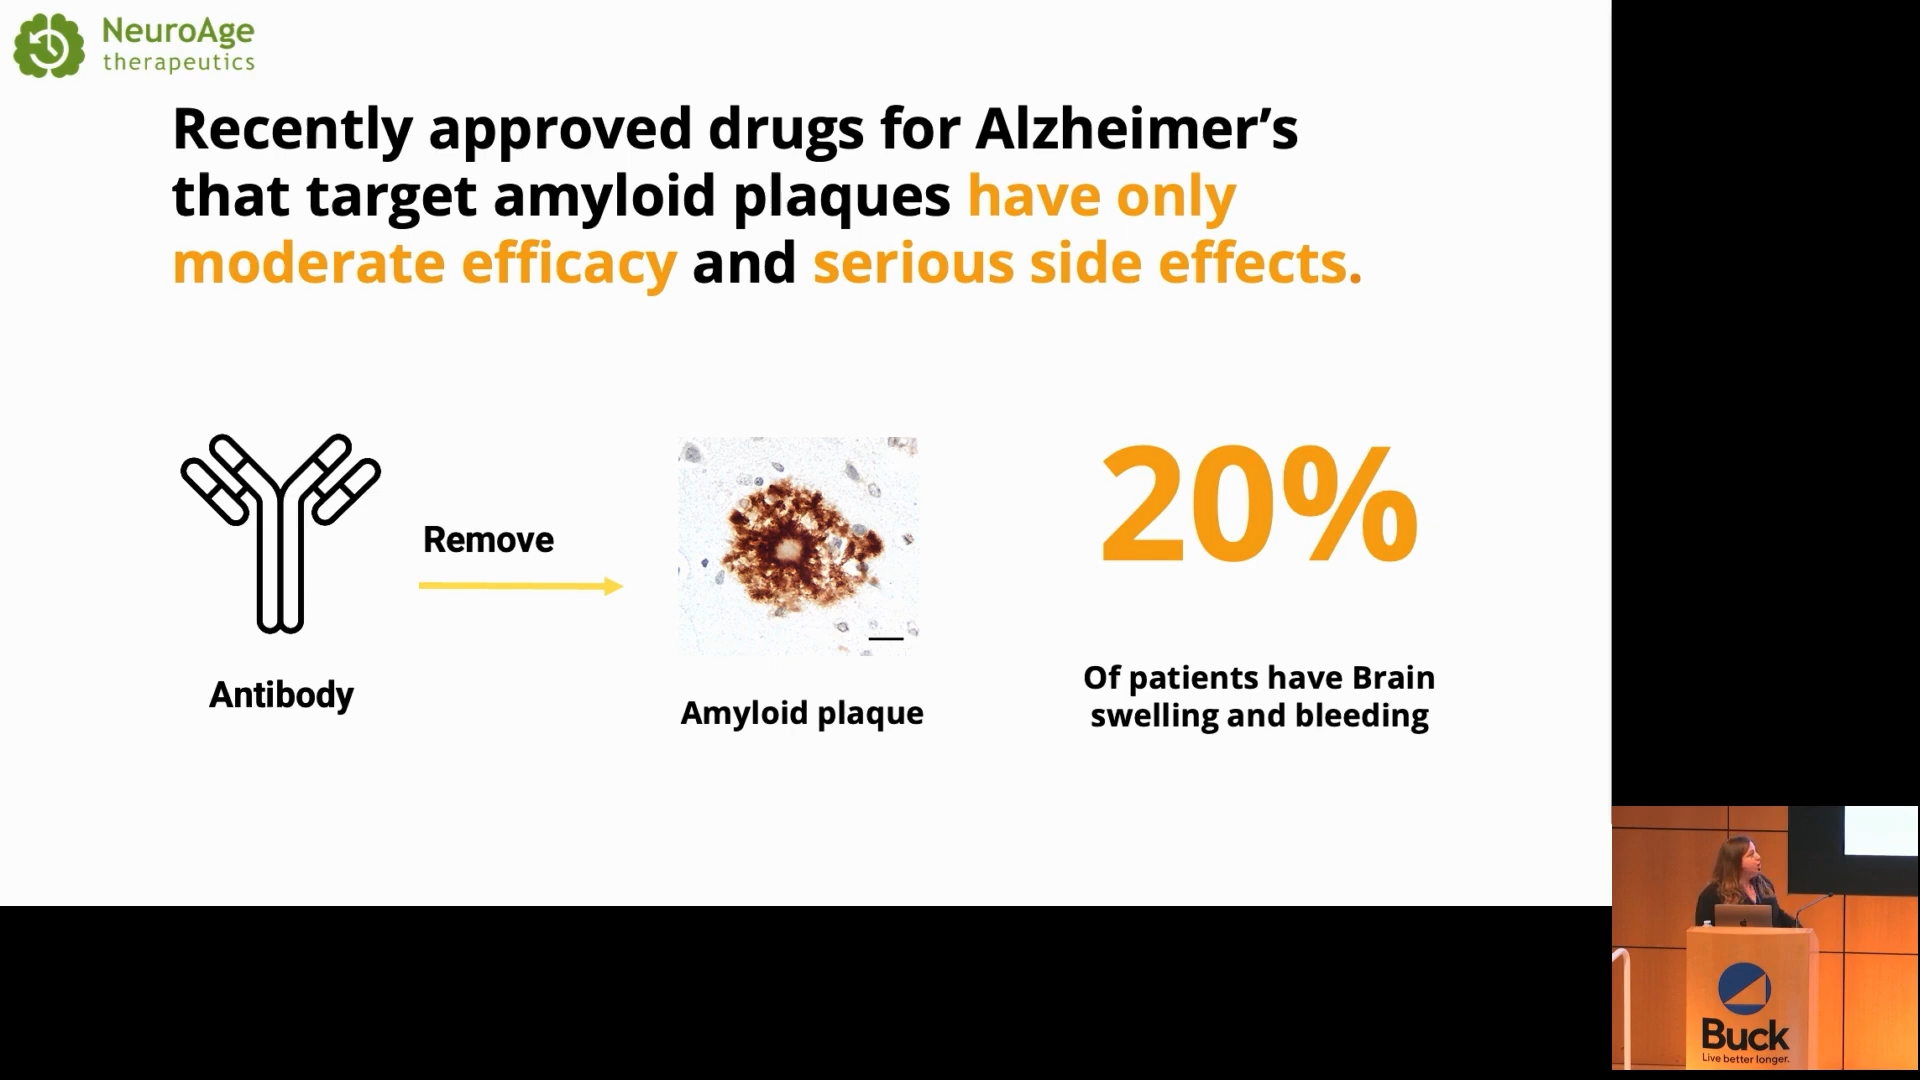 NeuroAge
therapeutics
Recently approved drugs for Alzheimer’s
that target amyloid plaques have only
moderate efficacy and serious side effects.
Remove
Antibody
Amyloid plaque
20%
Of patients have Brain
swelling and bleeding
Buck
Live better longer.